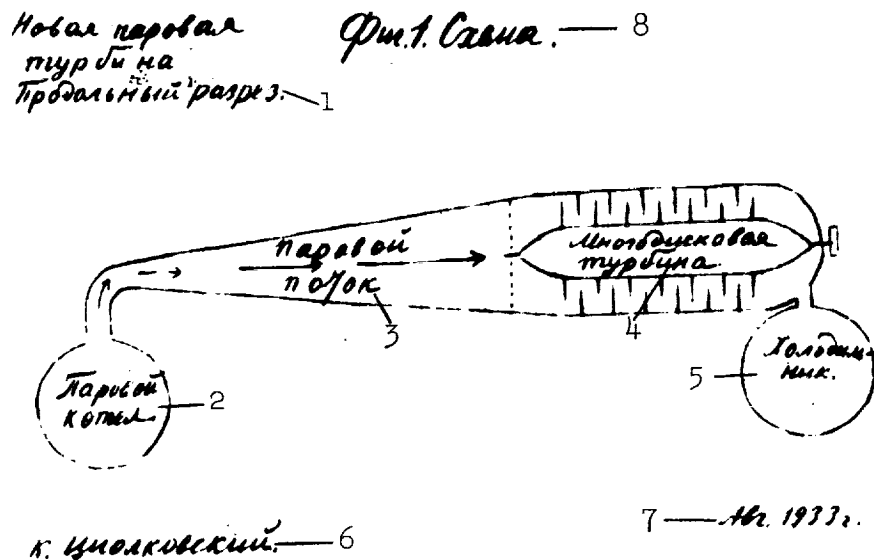 Новая паровая
турбина
Продольный разрез. 1
Фиг. 1. Схема. 8
Паровой
поток
3
Многодисковая
турбина
4
Паровой
котел.
2
Холодиль-
ник.
5
К. Циолковский. 6
7 Авг. 1933 г.